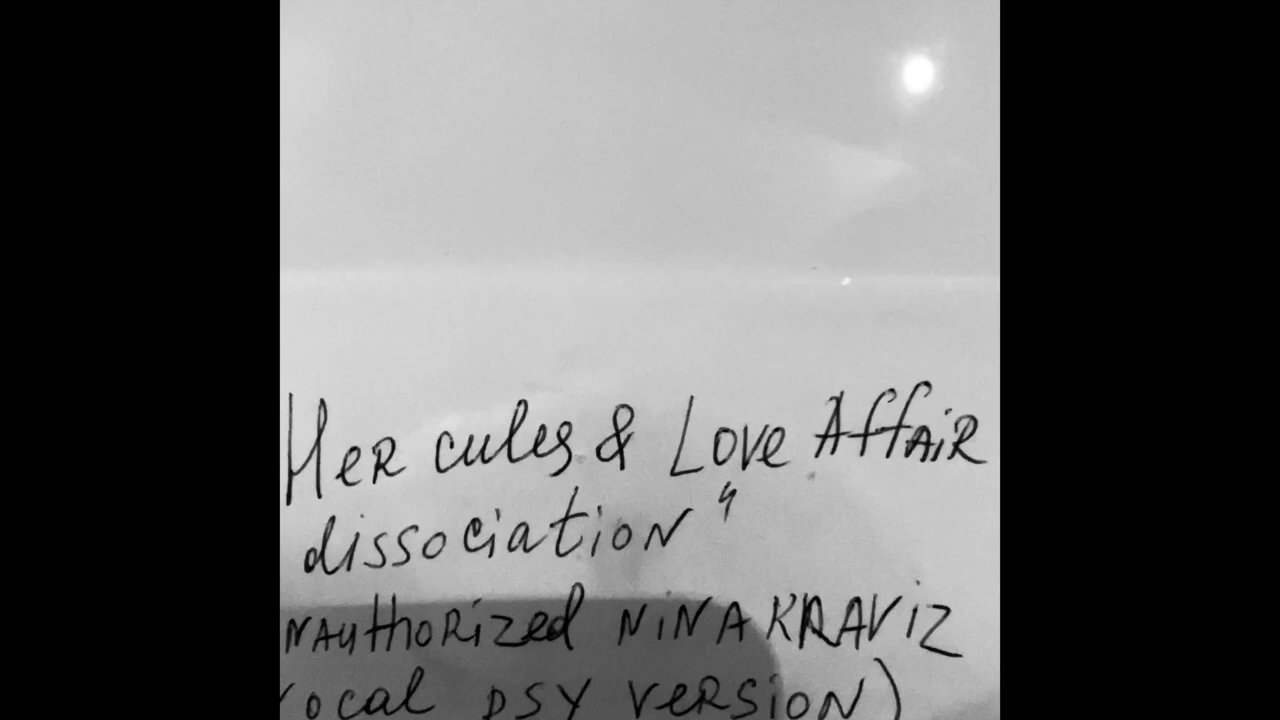 Hercules & Love Affair
dissociation"
nauthorized NINA KRAViz
ocal psy version)